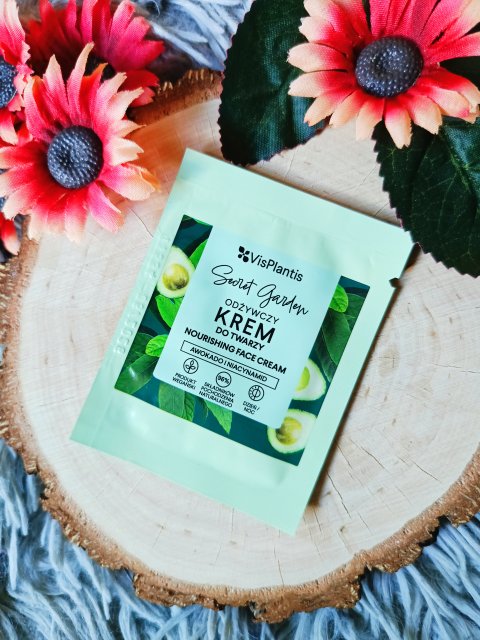 VisPlantis
Secret Garden
ODŻYWCZY
KREM
DO TWARZY
NOURISHING FACE CREAM
AWOKADO I NIACYNAMID
PRODUKT
WEGAŃSKI
96%
SKŁADNIKÓW
POCHODZENIA
NATURALNEGO
DZIEŃ /
NOC